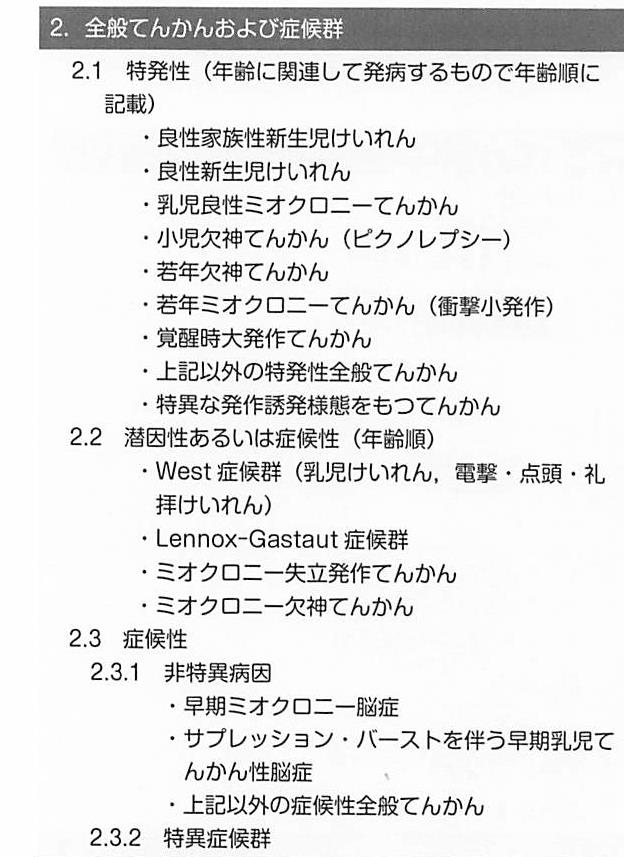 2. 全般てんかんおよび症候群
2.1 特発性（年齢に関連して発病するもので年齢順に
記載）
・良性家族性新生児けいれん
・良性新生児けいれん
・乳児良性ミオクロニーてんかん
・小児欠神てんかん（ピクノレプシー）
・若年欠神てんかん
・若年ミオクロニーてんかん（衝撃小発作）
・覚醒時大発作てんかん
・上記以外の特発性全般てんかん
・特異な発作誘発様態をもつてんかん
2.2 潜因性あるいは症候性（年齢順）
・West 症候群（乳児けいれん，電撃・点頭・礼
拝けいれん）
・Lennox-Gastaut 症候群
・ミオクロニー失立発作てんかん
・ミオクロニー欠神てんかん
2.3 症候性
2.3.1 非特異病因
・早期ミオクロニー脳症
・サプレッション・バーストを伴う早期乳児て
んかん性脳症
・上記以外の症候性全般てんかん
2.3.2 特異症候群